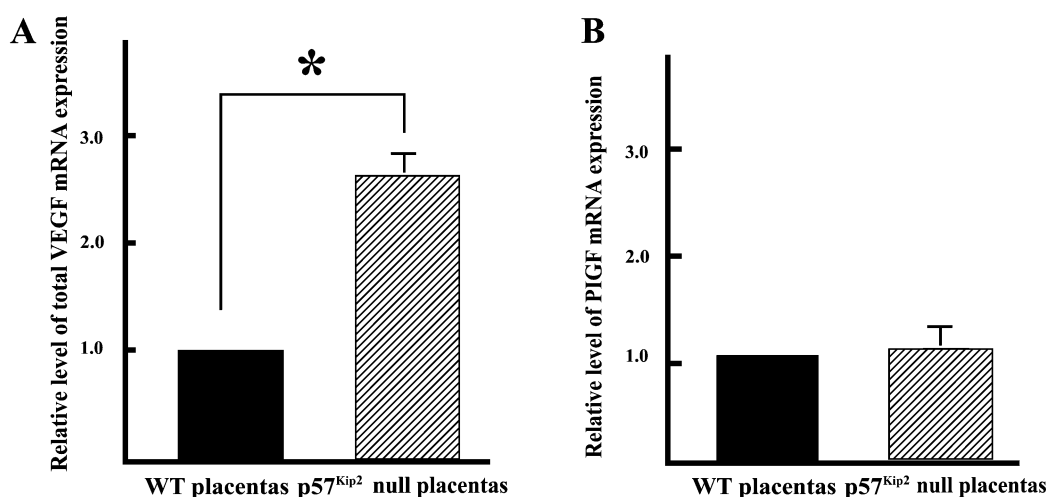 A
Relative level of total VEGF mRNA expression
*
3.0
2.0
1.0
WT placentas p57Kip2 null placentas
B
Relative level of PIGF mRNA expression
3.0
2.0
1.0
WT placentas p57Kip2 null placentas